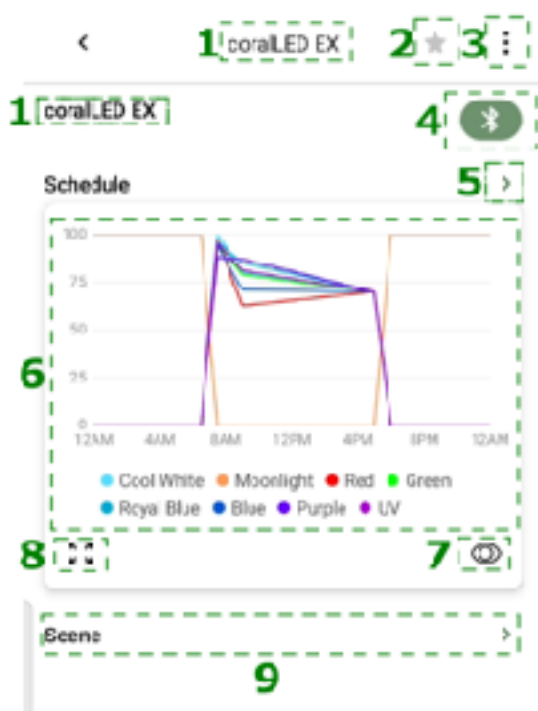 1 coralLED EX 2 3
1 coralLED EX 4
Schedule 5
100
75
50
6
25
0
12AM 4AM 8AM 12PM 4PM 8PM 12AM
Cool White Moonlight Red Green
Royal Blue Blue Purple UV
8 7
Scene
9